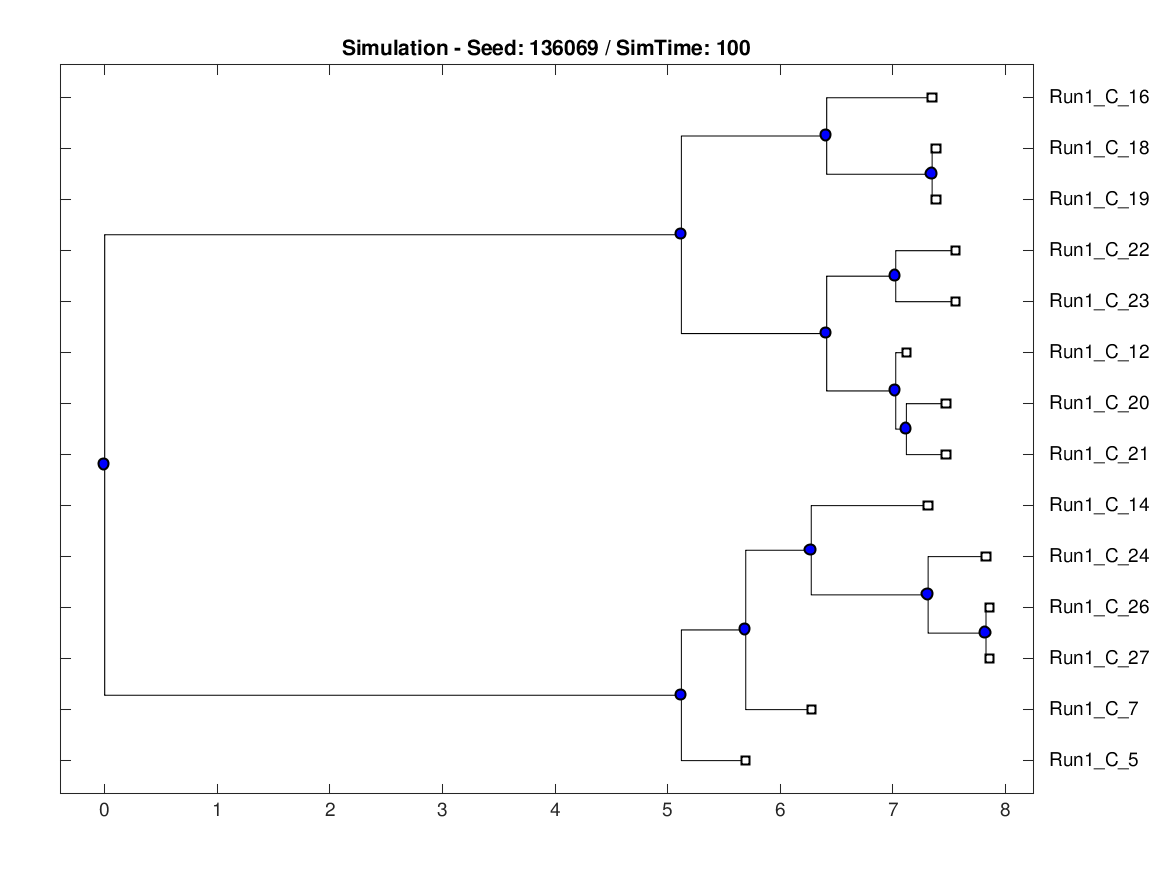 Simulation - Seed: 136069 / SimTime: 100
Run1_C_16
Run1_C_18
Run1_C_19
Run1_C_22
Run1_C_23
Run1_C_12
Run1_C_20
Run1_C_21
Run1_C_14
Run1_C_24
Run1_C_26
Run1_C_27
Run1_C_7
Run1_C_5
0 1 2 3 4 5 6 7 8